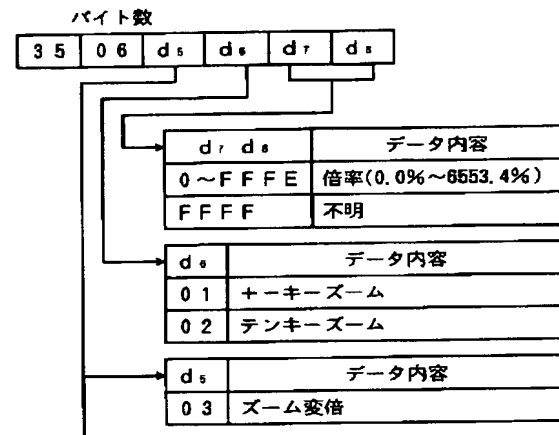 バイト数
35 06 d5 d6 d7 d8
d7 d8 データ内容
0～FFFE 倍率(0.0%～6553.4%)
FFFF 不明
d6 データ内容
01 +−キーズーム
02 テンキーズーム
d5 データ内容
03 ズーム変倍